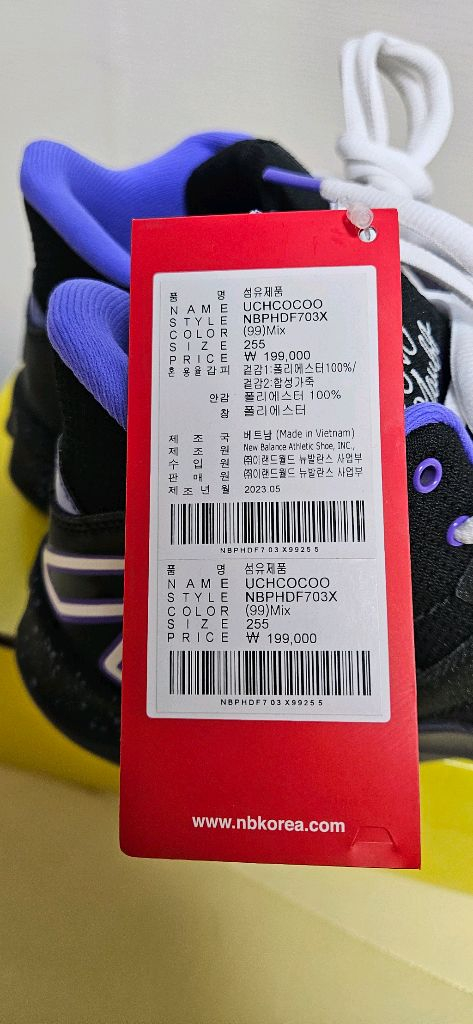 품 명 섬유제품
NAME UCHCOCOO
STYLE NBPHDF703X
COLOR (99)Mix
SIZE 255
PRICE ₩ 199,000
혼용율갑피 겉감1:폴리에스터100%/
겉감2:합성가죽
안감 폴리에스터 100%
창 폴리에스터
제조국 베트남 (Made in Vietnam)
제조원 New Balance Athletic Shoe, INC.,
수입원 ㈜이랜드월드 뉴발란스 사업부
판매원 ㈜이랜드월드 뉴발란스 사업부
제조년월 2023.05
NBPHDF703X99255
품 명 섬유제품
NAME UCHCOCOO
STYLE NBPHDF703X
COLOR (99)Mix
SIZE 255
PRICE ₩ 199,000
NBPHDF703X99255
www.nbkorea.com